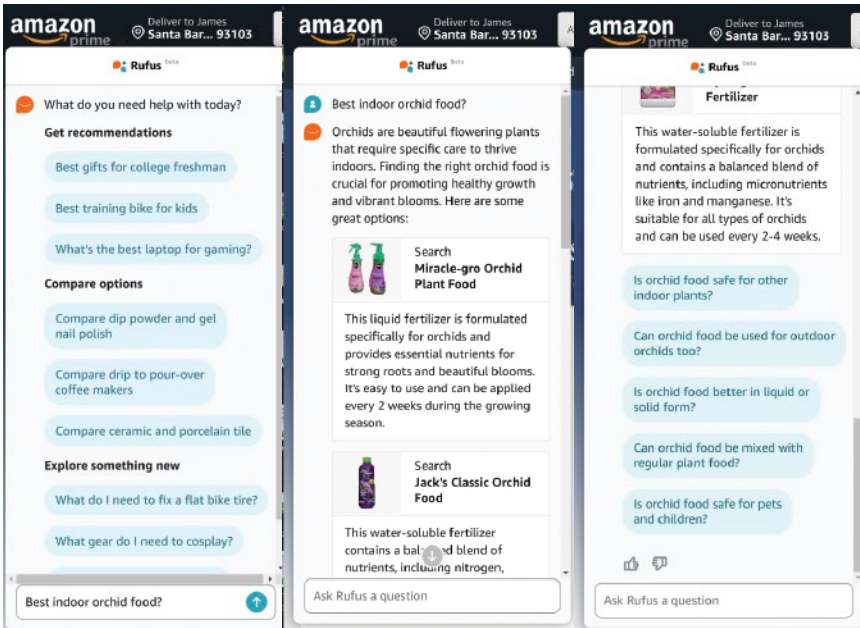 amazon
prime
Deliver to James
Santa Bar... 93103
Rufus beta
What do you need help with today?
Get recommendations
Best gifts for college freshman
Best training bike for kids
What's the best laptop for gaming?
Compare options
Compare dip powder and gel
nail polish
Compare drip to pour-over
coffee makers
Compare ceramic and porcelain tile
Explore something new
What do I need to fix a flat bike tire?
What gear do I need to cosplay?
Best indoor orchid food?
amazon
prime
Deliver to James
Santa Bar... 93103
A
Rufus Beta
Best indoor orchid food?
Orchids are beautiful flowering plants
that require specific care to thrive
indoors. Finding the right orchid food is
crucial for promoting healthy growth
and vibrant blooms. Here are some
great options:
Search
Miracle-gro Orchid
Plant Food
This liquid fertilizer is formulated
specifically for orchids and
provides essential nutrients for
strong roots and beautiful blooms.
It's easy to use and can be applied
every 2 weeks during the growing
season.
Search
Jack's Classic Orchid
Food
This water-soluble fertilizer
contains a blend of
nutrients, including nitrogen,
Ask Rufus a question
amazon
prime
Deliver to James
Santa Bar... 93103
Rufus beta
Fertilizer
This water-soluble fertilizer is
formulated specifically for orchids
and contains a balanced blend of
nutrients, including micronutrients
like iron and manganese. It's
suitable for all types of orchids
and can be used every 2-4 weeks.
Is orchid food safe for other
indoor plants?
Can orchid food be used for outdoor
orchids too?
Is orchid food better in liquid or
solid form?
Can orchid food be mixed with
regular plant food?
Is orchid food safe for pets
and children?
Ask Rufus a question